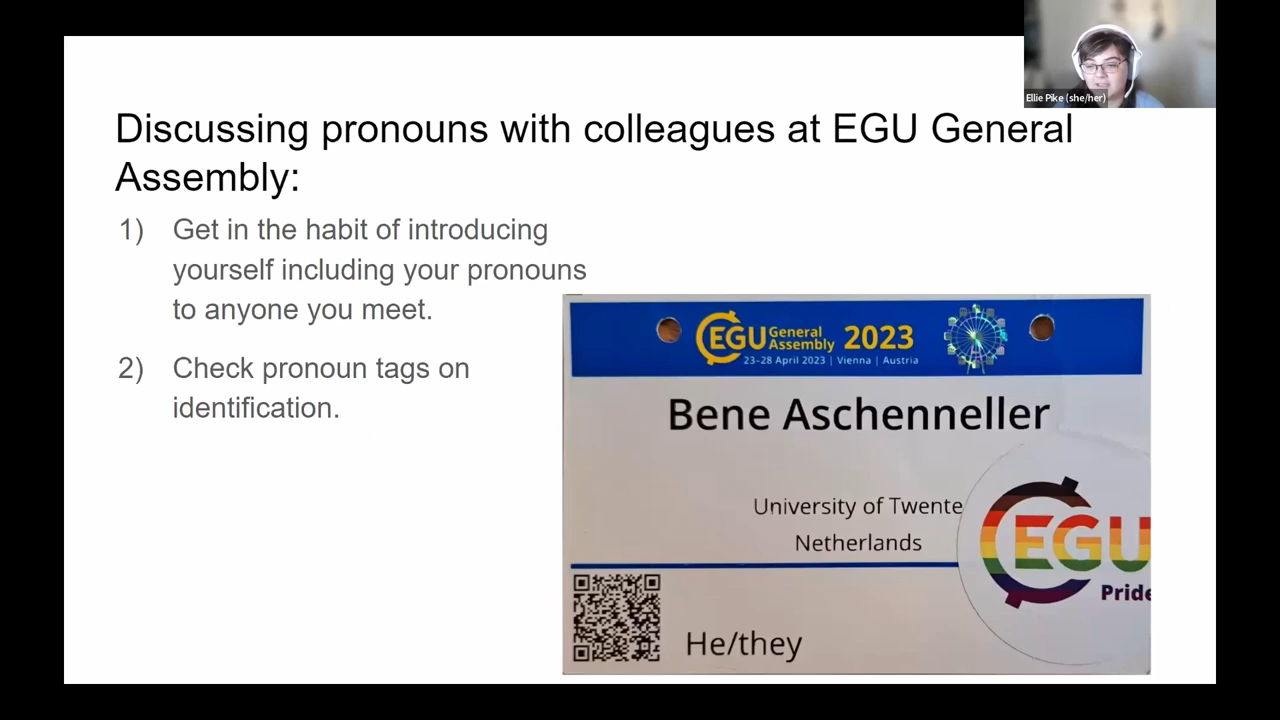 Ellie Pike (she/her)
Discussing pronouns with colleagues at EGU General
Assembly:
1) Get in the habit of introducing
yourself including your pronouns
to anyone you meet.
2) Check pronoun tags on
identification.
EGU General
Assembly 2023
23–28 April 2023 | Vienna | Austria
Bene Aschenneller
University of Twente
Netherlands
EGU
Pride
He/they